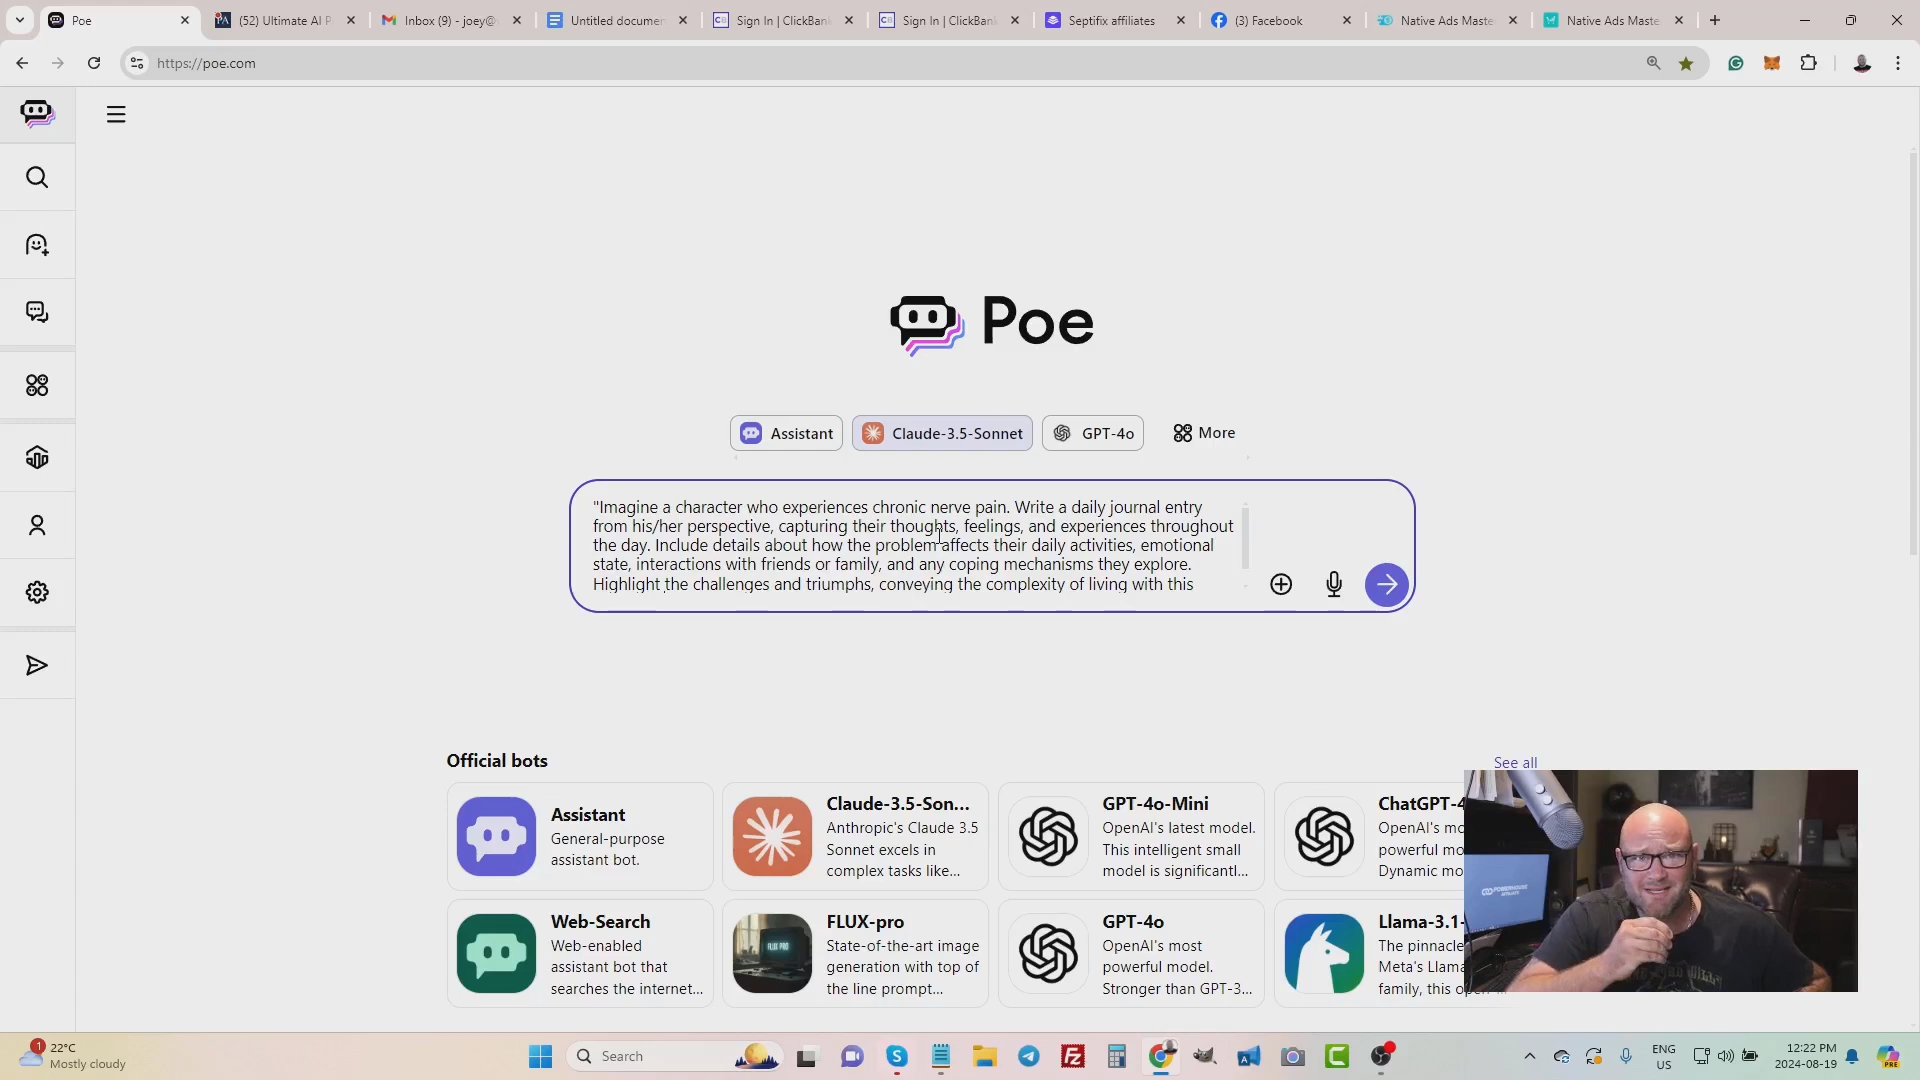 Poe
(52) Ultimate AI P
Inbox (9) - joey@
Untitled documen
Sign In | ClickBank
Sign In | ClickBank
Septifix affiliates
(3) Facebook
Native Ads Maste
Native Ads Maste
https://poe.com
Poe
Assistant
Claude-3.5-Sonnet
GPT-4o
More
"Imagine a character who experiences chronic nerve pain. Write a daily journal entry
from his/her perspective, capturing their thoughts, feelings, and experiences throughout
the day. Include details about how the problem affects their daily activities, emotional
state, interactions with friends or family, and any coping mechanisms they explore.
Highlight the challenges and triumphs, conveying the complexity of living with this
Official bots
See all
Assistant
General-purpose
assistant bot.
Claude-3.5-Son...
Anthropic's Claude 3.5
Sonnet excels in
complex tasks like...
GPT-4o-Mini
OpenAI's latest model.
This intelligent small
model is significantl...
ChatGPT-4
OpenAI's mo
powerful mo
Dynamic mo
Web-Search
Web-enabled
assistant bot that
searches the internet...
FLUX-pro
State-of-the-art image
generation with top of
the line prompt...
GPT-4o
OpenAI's most
powerful model.
Stronger than GPT-3...
Llama-3.1-
The pinnacle
Meta's Llama
family, this op
POWERHOUSE
AFFILIATE
FLUX PRO
1
22°C
Mostly cloudy
Search
ENG
US
12:22 PM
2024-08-19
PRE